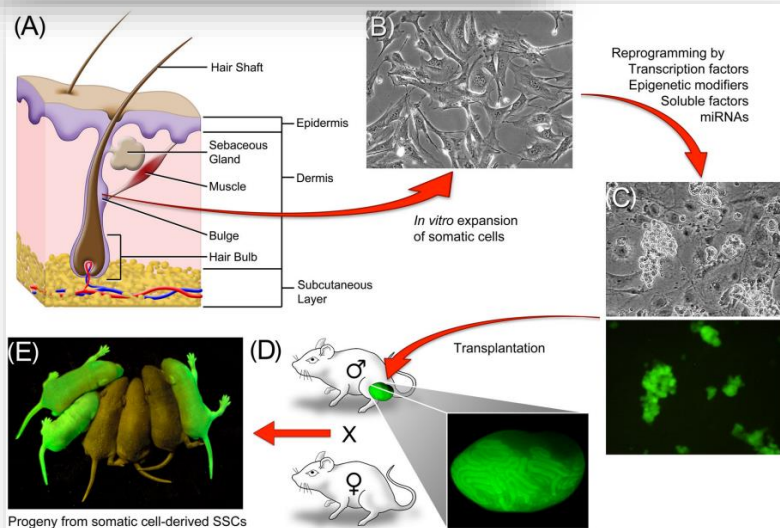 (A)
Hair Shaft
Epidermis
Sebaceous
Gland
Dermis
Muscle
Bulge
Hair Bulb
Subcutaneous
Layer
(B)
In vitro expansion
of somatic cells
Reprogramming by
Transcription factors
Epigenetic modifiers
Soluble factors
miRNAs
(C)
Transplantation
(D)
♂
X
♀
(E)
Progeny from somatic cell-derived SSCs